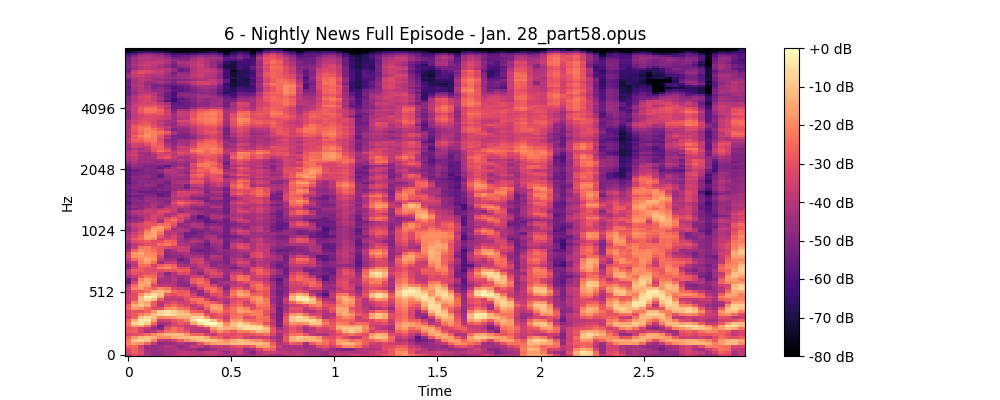 6 - Nightly News Full Episode - Jan. 28_part58.opus
Hz
4096
2048
1024
512
0
0
0.5
1
1.5
2
2.5
Time
+0 dB
-10 dB
-20 dB
-30 dB
-40 dB
-50 dB
-60 dB
-70 dB
-80 dB